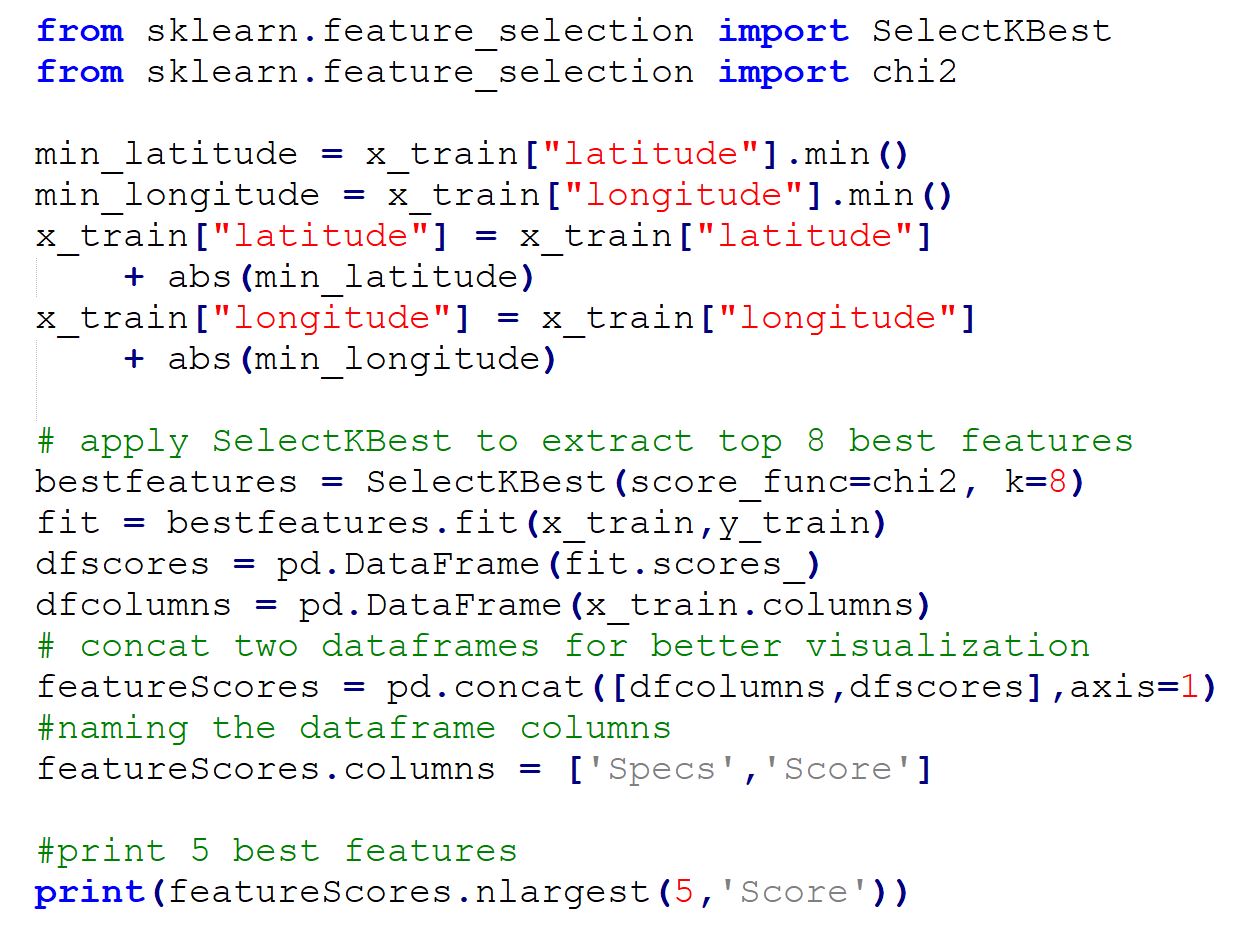 from sklearn.feature_selection import SelectKBest
from sklearn.feature_selection import chi2

min_latitude = x_train["latitude"].min()
min_longitude = x_train["longitude"].min()
x_train["latitude"] = x_train["latitude"]
    + abs(min_latitude)
x_train["longitude"] = x_train["longitude"]
    + abs(min_longitude)

# apply SelectKBest to extract top 8 best features
bestfeatures = SelectKBest(score_func=chi2, k=8)
fit = bestfeatures.fit(x_train,y_train)
dfscores = pd.DataFrame(fit.scores_)
dfcolumns = pd.DataFrame(x_train.columns)
# concat two dataframes for better visualization
featureScores = pd.concat([dfcolumns,dfscores],axis=1)
#naming the dataframe columns
featureScores.columns = ['Specs','Score']

#print 5 best features
print(featureScores.nlargest(5,'Score'))